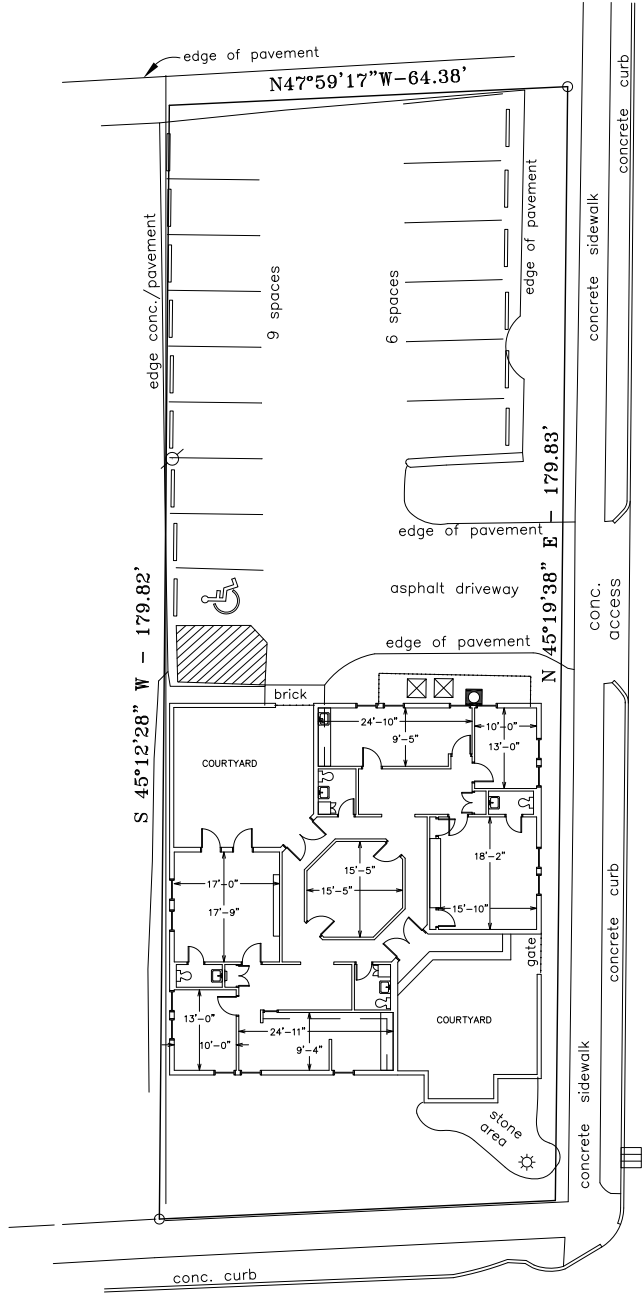 edge of pavement
N47°59'17"W-64.38'
concrete curb
edge of pavement
concrete sidewalk
edge conc./pavement
9 spaces
6 spaces
N 45°19'38" E - 179.83'
edge of pavement
asphalt driveway
conc.
access
S 45°12'28" W - 179.82'
edge of pavement
brick
24'-10"
9'-5"
10'-0"
13'-0"
COURTYARD
15'-5"
15'-5"
18'-2"
15'-10"
17'-0"
17'-9"
gate
concrete curb
13'-0"
10'-0"
24'-11"
9'-4"
COURTYARD
concrete sidewalk
stone
area
conc. curb